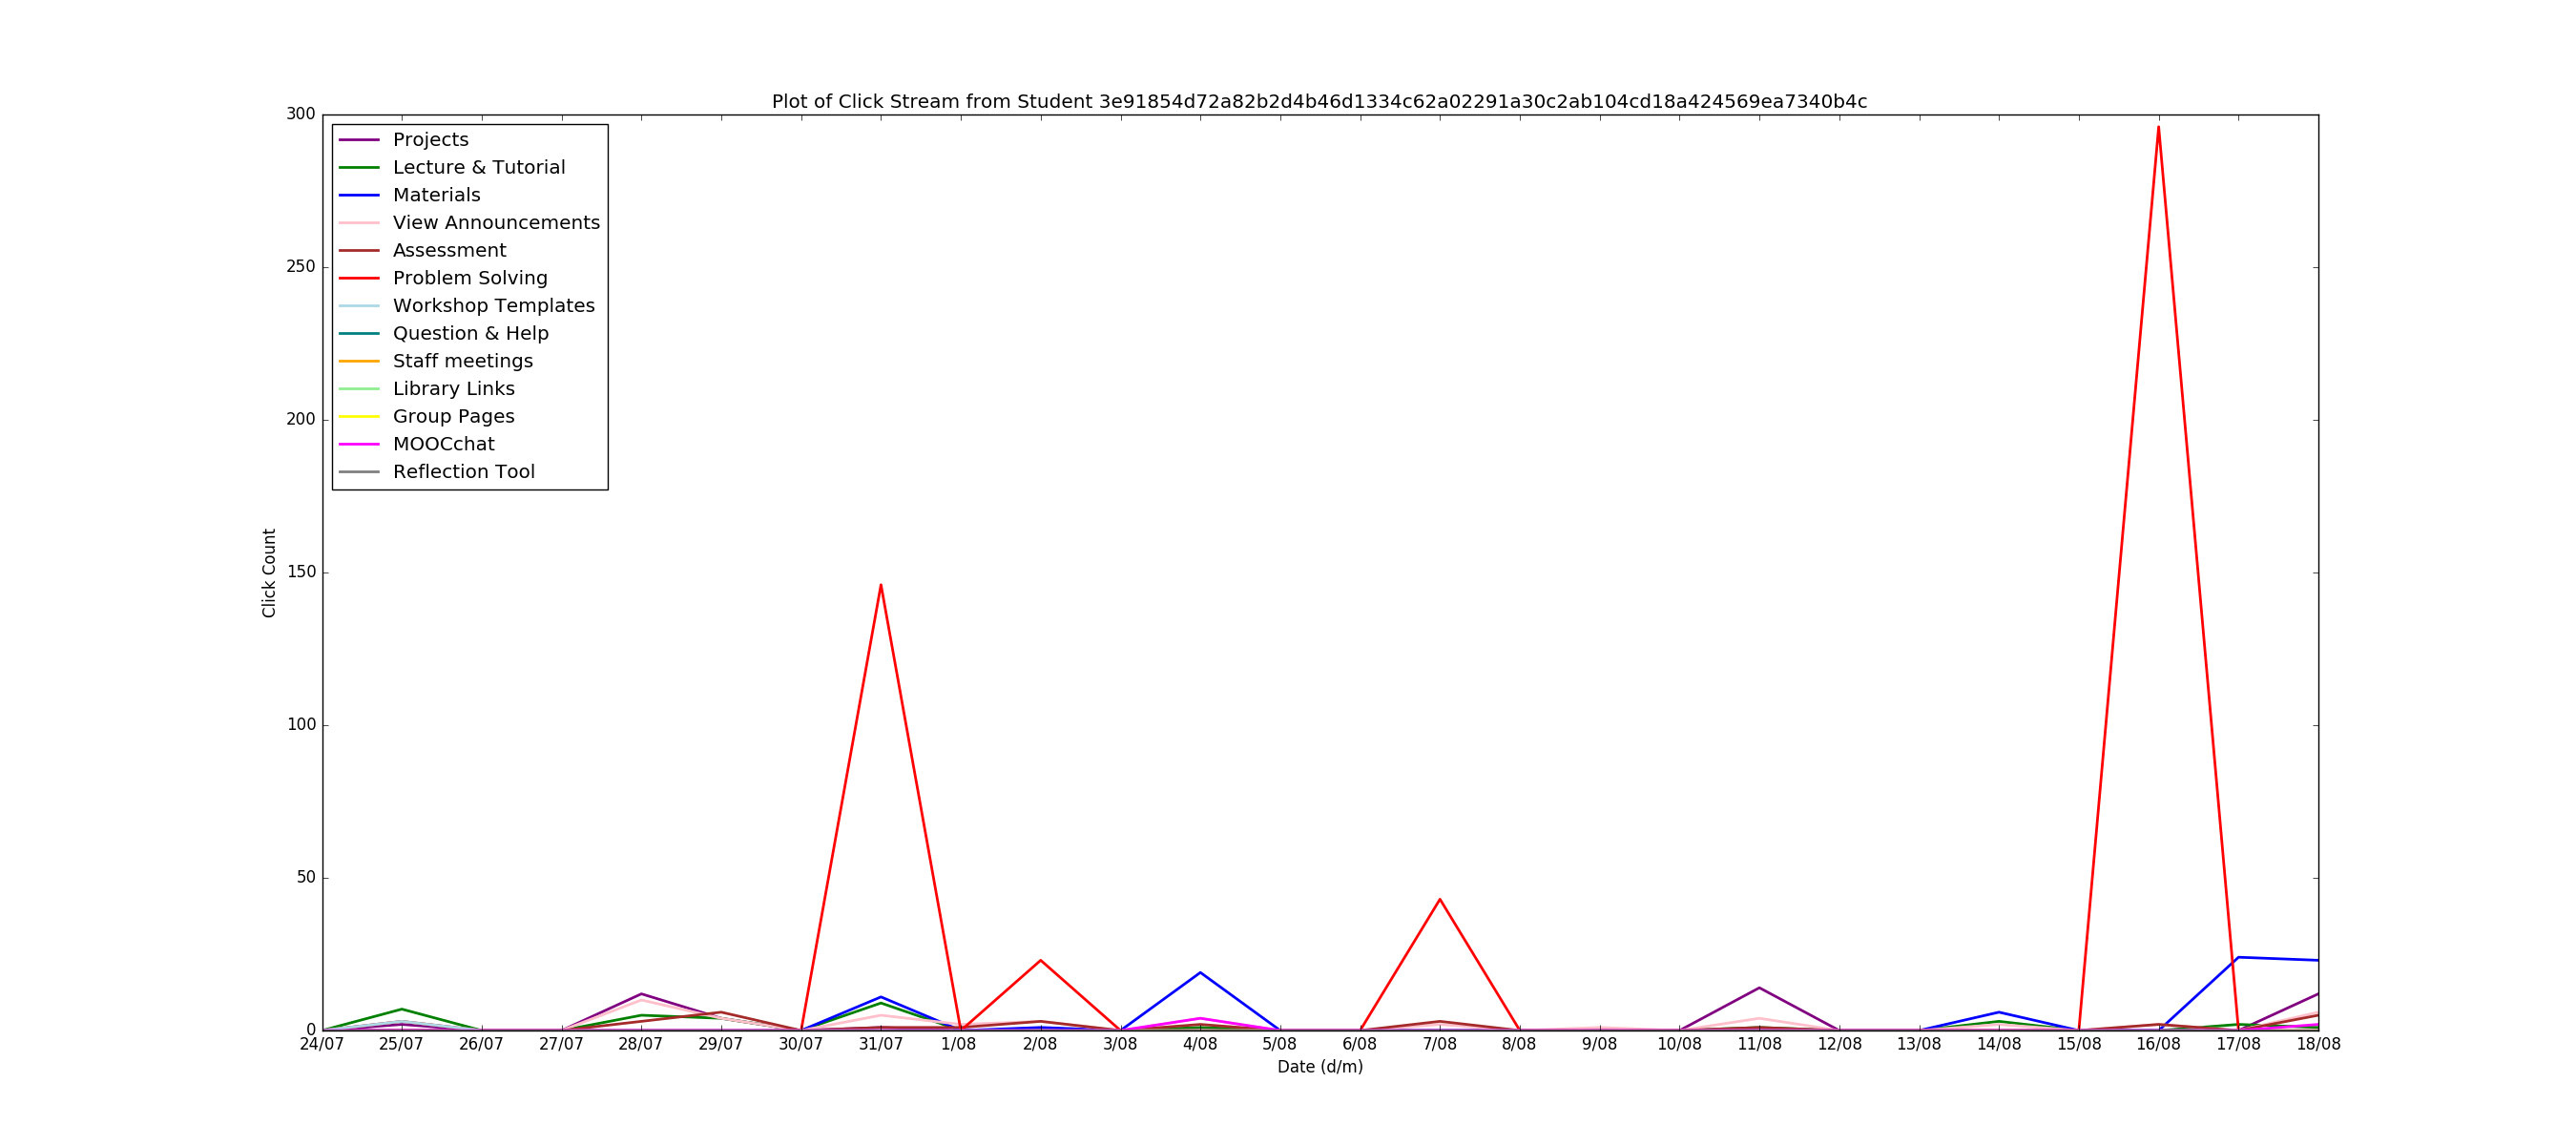 Plot of Click Stream from Student 3e91854d72a82b2d4b46d1334c62a02291a30c2ab104cd18a424569ea7340b4c
300
250
200
150
100
50
0
Click Count
Projects
Lecture & Tutorial
Materials
View Announcements
Assessment
Problem Solving
Workshop Templates
Question & Help
Staff meetings
Library Links
Group Pages
MOOCchat
Reflection Tool
24/07 25/07 26/07 27/07 28/07 29/07 30/07 31/07 1/08 2/08 3/08 4/08 5/08 6/08 7/08 8/08 9/08 10/08 11/08 12/08 13/08 14/08 15/08 16/08 17/08 18/08
Date (d/m)